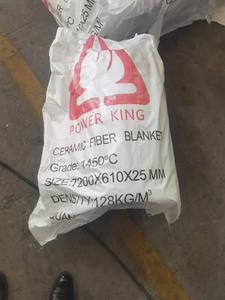 POWER KING
CERAMIC FIBER BLANKET
Grade: 1450°C
SIZE:7200X610X25 MM
DENSITY:128KG/M³